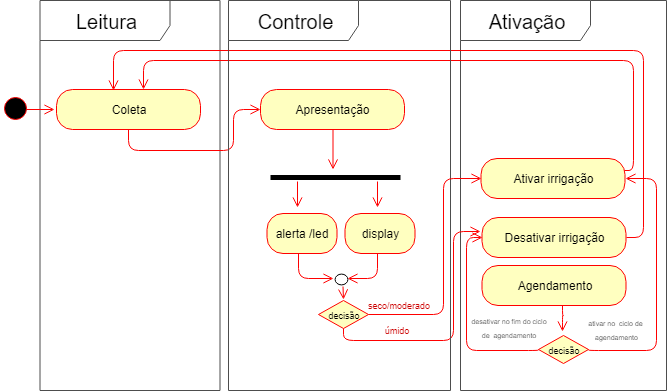 Leitura
Controle
Ativação
Coleta
Apresentação
Ativar irrigação
alerta /led
display
Desativar irrigação
Agendamento
seco/moderado
decisão
úmido
desativar no fim do ciclo
de agendamento
ativar no ciclo de
agendamento
decisão